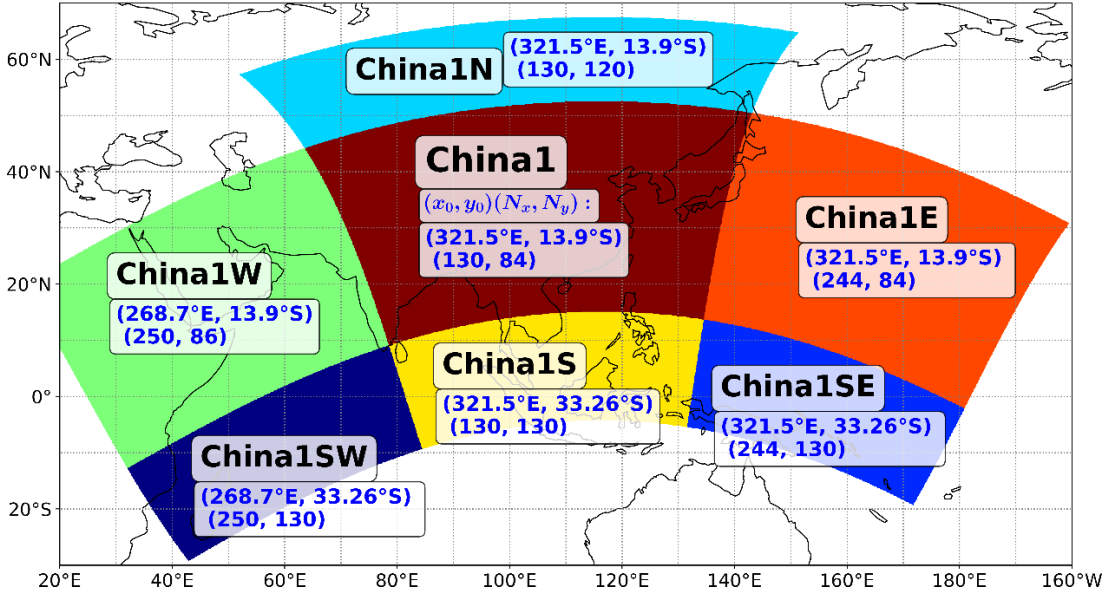 60°N
40°N
20°N
0°
20°S
China1N
(321.5°E, 13.9°S)
(130, 120)
China1
(x₀, y₀)(Nₓ, Nᵧ) :
(321.5°E, 13.9°S)
(130, 84)
China1E
(321.5°E, 13.9°S)
(244, 84)
China1W
(268.7°E, 13.9°S)
(250, 86)
China1S
(321.5°E, 33.26°S)
(130, 130)
China1SE
(321.5°E, 33.26°S)
(244, 130)
China1SW
(268.7°E, 33.26°S)
(250, 130)
20°E 40°E 60°E 80°E 100°E 120°E 140°E 160°E 180°E 160°W